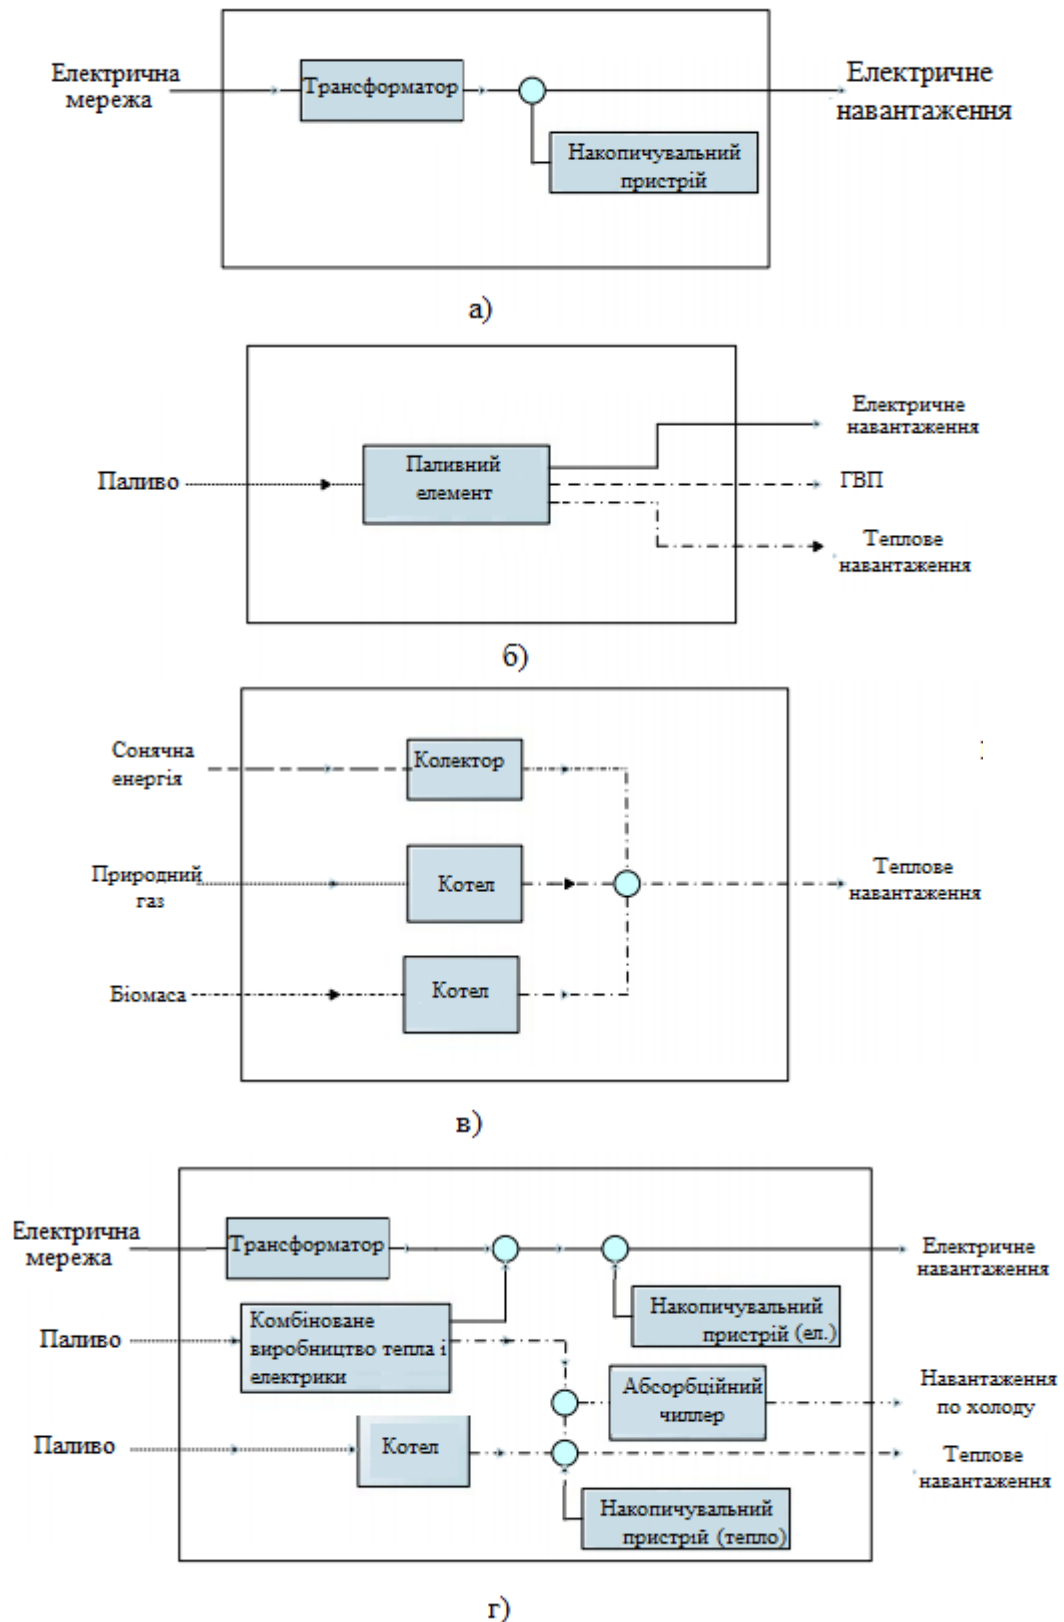 Електрична
мережа
Трансформатор
Електричне
навантаження
Накопичувальний
пристрій
а)
Паливо
Паливний
елемент
Електричне
навантаження
ГВП
Теплове
навантаження
б)
Сонячна
енергія
Колектор
Природний
газ
Котел
Теплове
навантаження
Біомаса
Котел
в)
Електрична
мережа
Трансформатор
Електричне
навантаження
Накопичувальний
пристрій (ел.)
Паливо
Комбіноване
виробництво тепла і
електрики
Абсорбційний
чиллер
Навантаження
по холоду
Паливо
Котел
Теплове
навантаження
Накопичувальний
пристрій (тепло)
г)